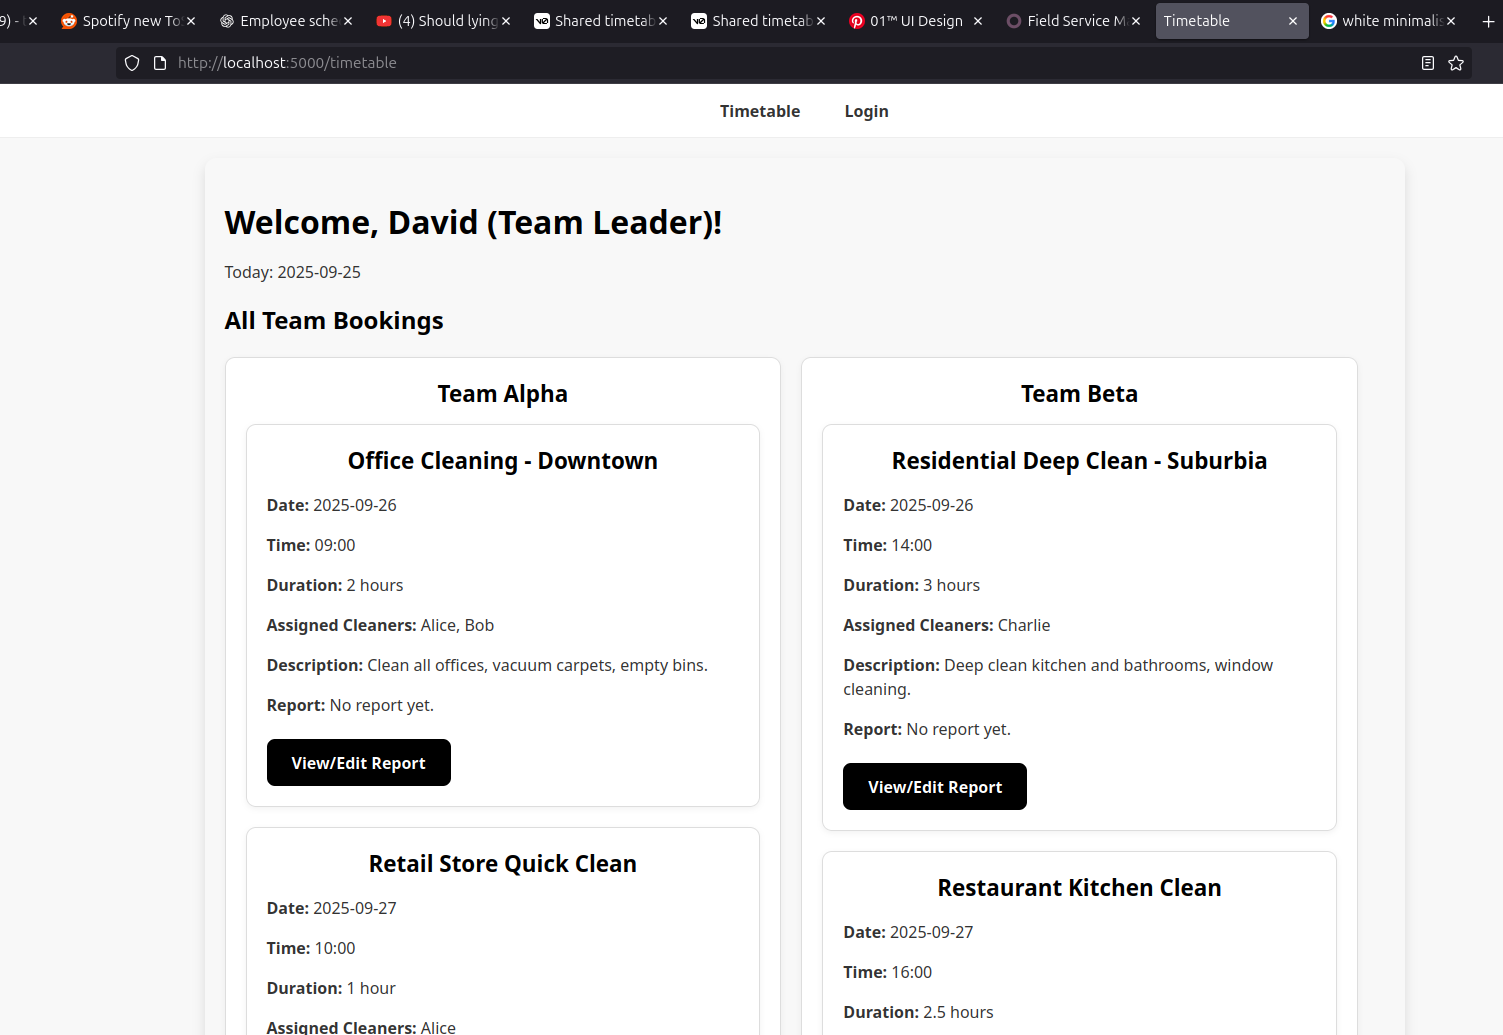 9) -
Spotify new To
Employee sche
(4) Should lying
Shared timetab
Shared timetab
01™ UI Design
Field Service M
Timetable
white minimalis
http://localhost:5000/timetable
Timetable Login
Welcome, David (Team Leader)!
Today: 2025-09-25
All Team Bookings
Team Alpha
Office Cleaning - Downtown
Date: 2025-09-26
Time: 09:00
Duration: 2 hours
Assigned Cleaners: Alice, Bob
Description: Clean all offices, vacuum carpets, empty bins.
Report: No report yet.
View/Edit Report
Retail Store Quick Clean
Date: 2025-09-27
Time: 10:00
Duration: 1 hour
Assigned Cleaners: Alice
Team Beta
Residential Deep Clean - Suburbia
Date: 2025-09-26
Time: 14:00
Duration: 3 hours
Assigned Cleaners: Charlie
Description: Deep clean kitchen and bathrooms, window
cleaning.
Report: No report yet.
View/Edit Report
Restaurant Kitchen Clean
Date: 2025-09-27
Time: 16:00
Duration: 2.5 hours